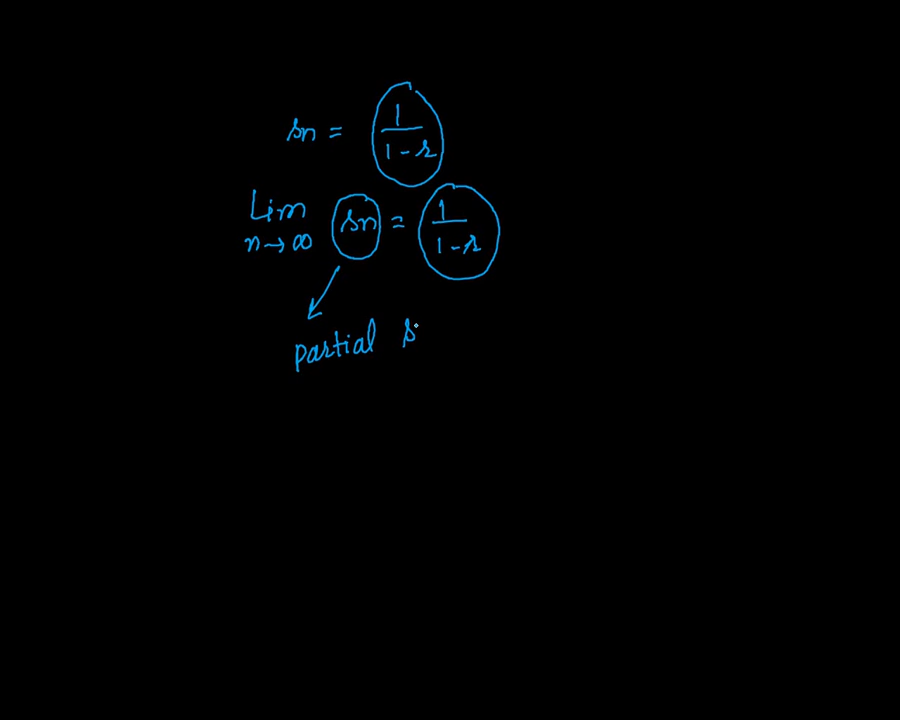 sn = 1/(1-r)
Lim n→∞ sn = 1/(1-r)
partial s